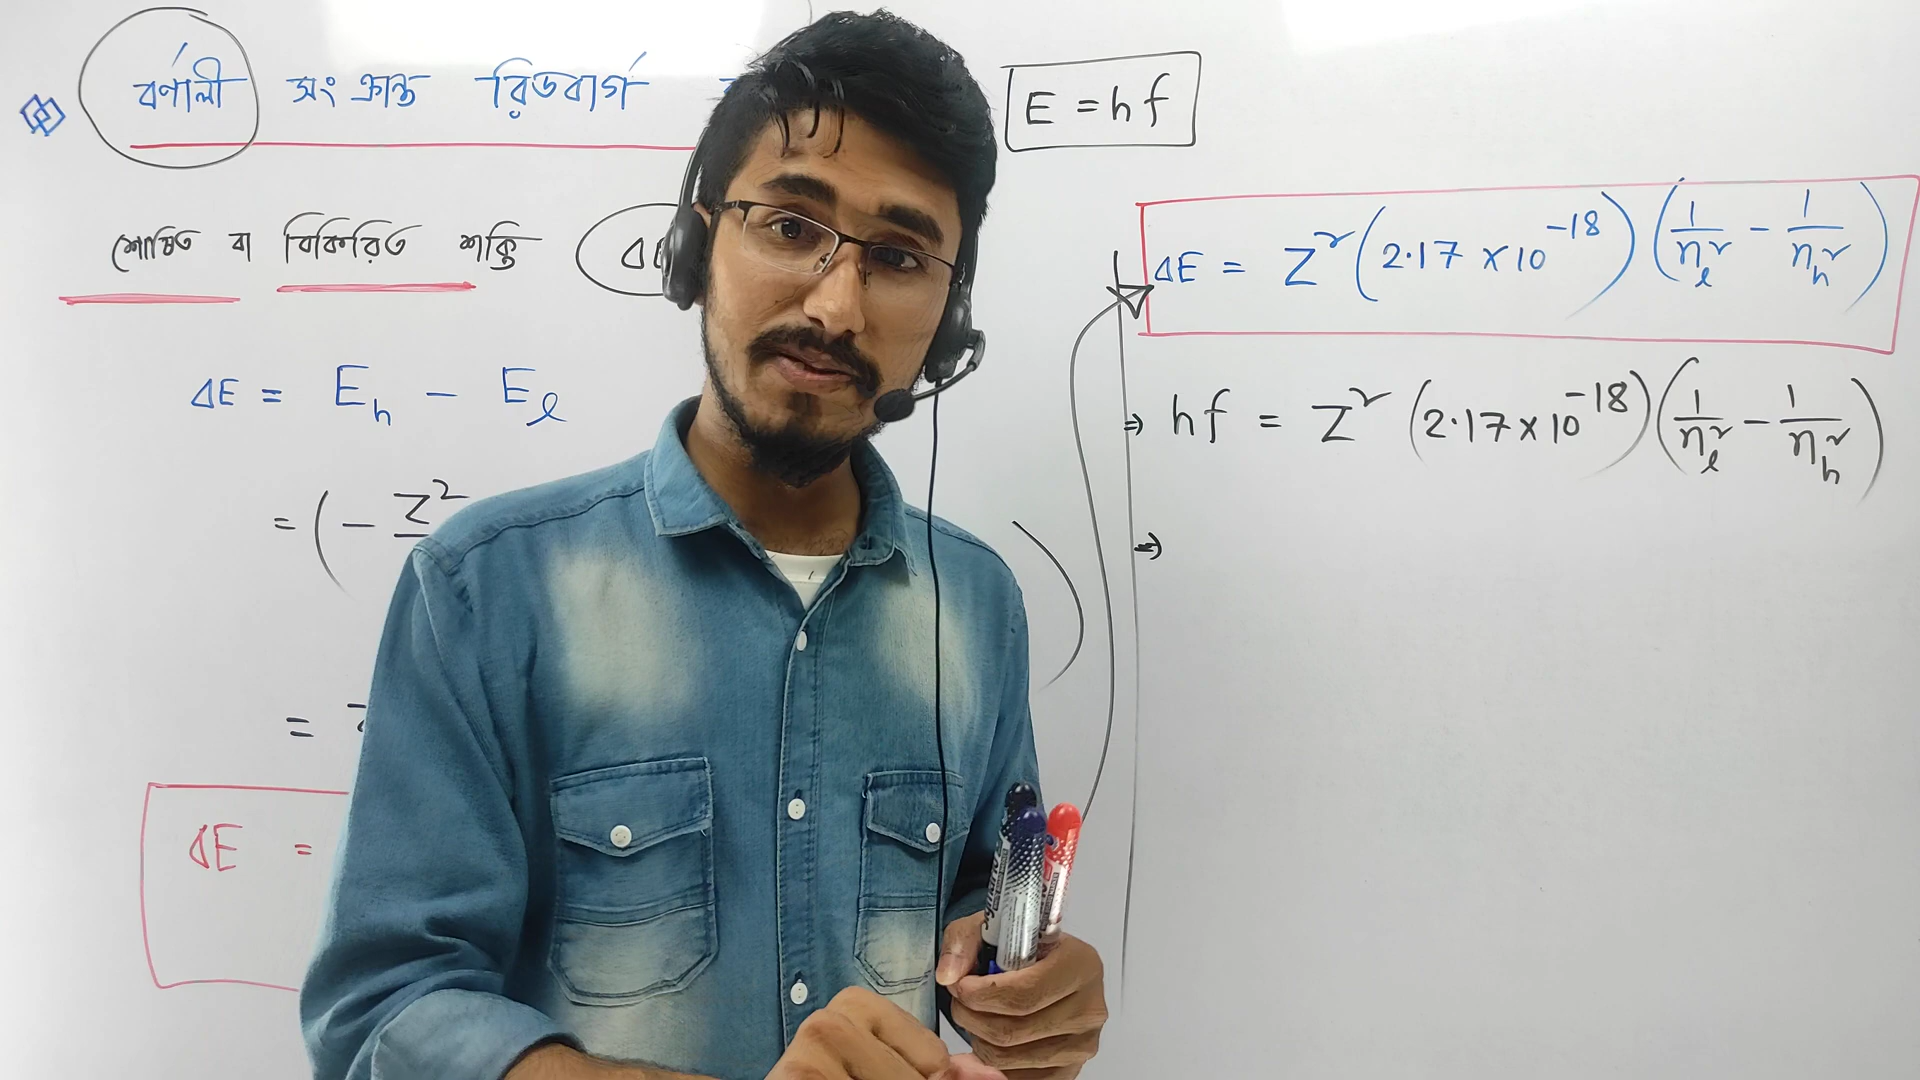 বর্ণালী সংক্রান্ত রিডবার্গ
E = hf
শোষিত বা বিকিরিত শক্তি ΔE
ΔE = E_h − E_l
= (− Z²
=
ΔE =
ΔE = Z² (2.17 × 10⁻¹⁸) (1/n_l² − 1/n_h²)
⇒ hf = Z² (2.17 × 10⁻¹⁸) (1/n_l² − 1/n_h²)
⇒